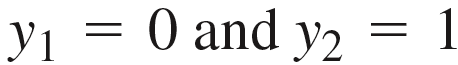 y₁ = 0 and y₂ = 1